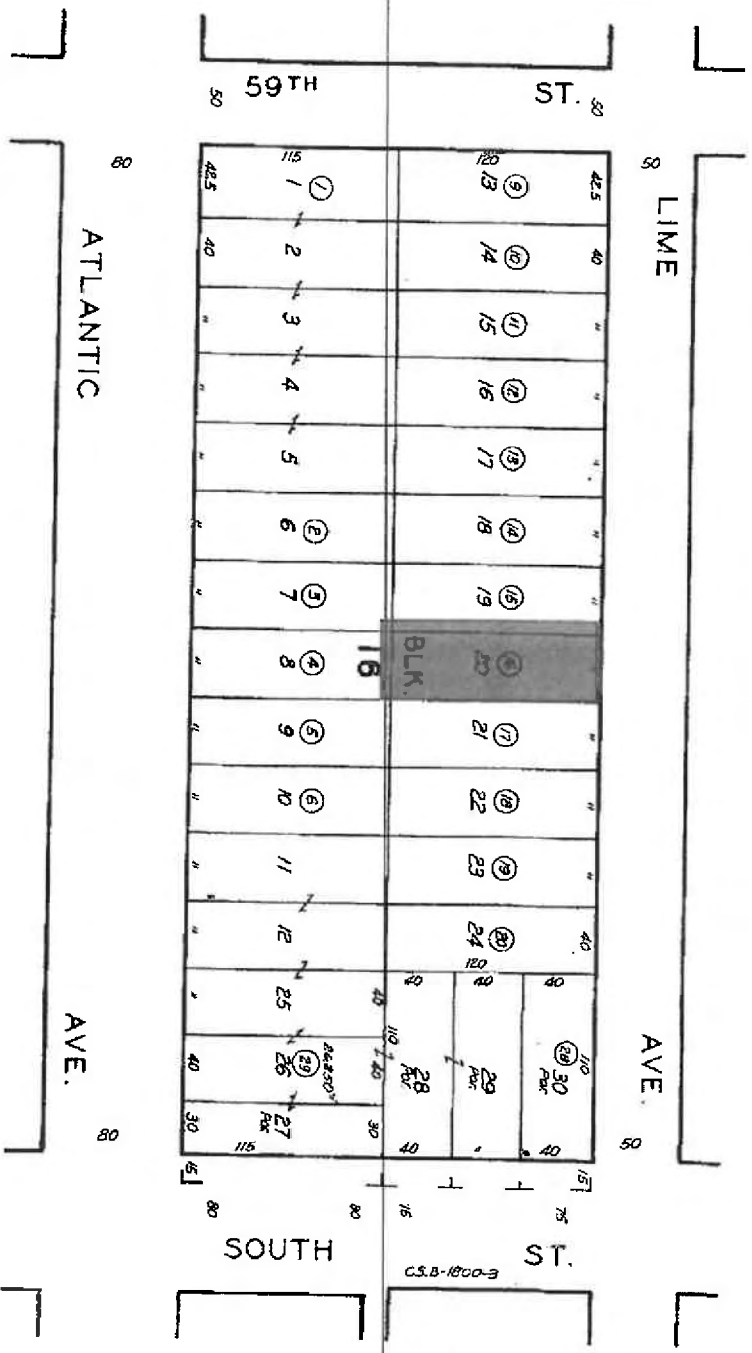 59TH ST.
50 50
80 50
115 120
42.5 1 ① 13 ⑨ 42.5
LIME
ATLANTIC
40 2 14 ⑩ 40
" 3 15 ⑪ "
" 4 16 ⑫ "
" 5 17 ⑬ "
" 6 ② 18 ⑭ "
" 7 ③ 19 ⑮ "
BLK.
16
" 8 ④ 20
" 9 ⑤ 21 ⑰ "
" 10 ⑥ 22 ⑱ "
" 11 23 ⑲ "
" 12 24 ⑳ 40
120
" 25 40 40 40 40
AVE. AVE.
110 110
40 26 ㉙ 26,250 40 28 Por 29 Por 30 Por ㉘
30 27 Por 30
115 40 " 40
80 50
15 15
80 80 75 75
SOUTH ST.
C.S.B-1800-3